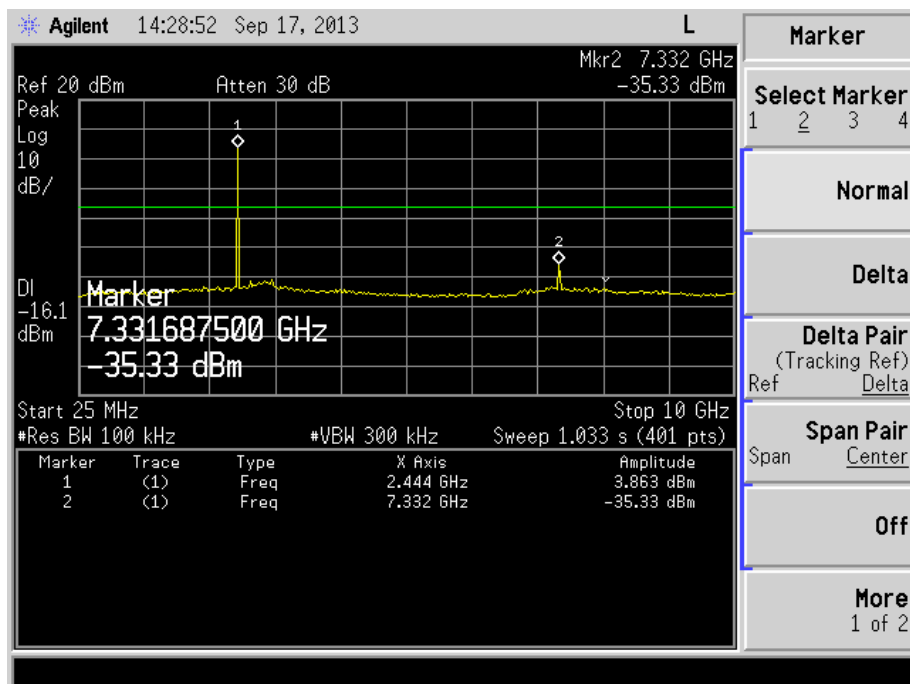 Agilent 14:28:52 Sep 17, 2013 L
Mkr2 7.332 GHz
Ref 20 dBm Atten 30 dB -35.33 dBm
Peak
Log
10
dB/
1
2
DI
-16.1
dBm
Marker
7.331687500 GHz
-35.33 dBm
Start 25 MHz Stop 10 GHz
#Res BW 100 kHz #VBW 300 kHz Sweep 1.033 s (401 pts)
Marker Trace Type X Axis Amplitude
1 (1) Freq 2.444 GHz 3.863 dBm
2 (1) Freq 7.332 GHz -35.33 dBm
Marker
Select Marker
1 2 3 4
Normal
Delta
Delta Pair
(Tracking Ref)
Ref Delta
Span Pair
Span Center
Off
More
1 of 2